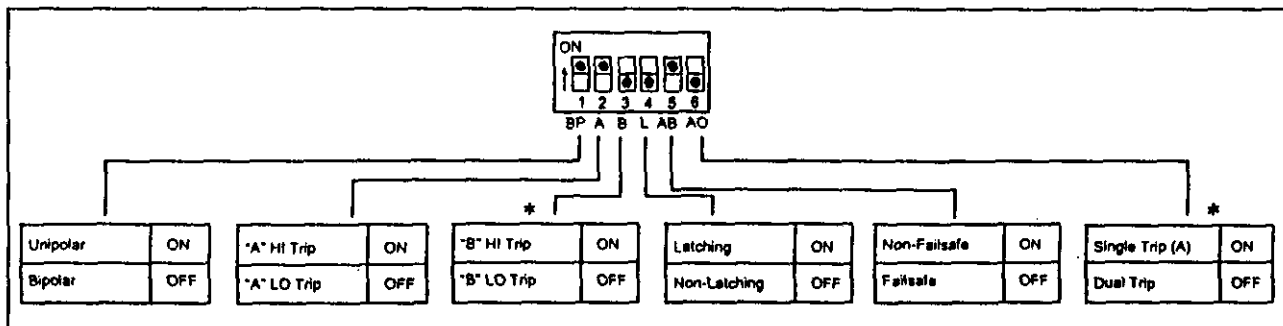 ON
1 2 3 4 5 6
BP A B L AB AO
* *
Unipolar ON
Bipolar OFF
"A" HI Trip ON
"A" LO Trip OFF
"B" HI Trip ON
"B" LO Trip OFF
Latching ON
Non-Latching OFF
Non-Failsafe ON
Failsafe OFF
Single Trip (A) ON
Dual Trip OFF